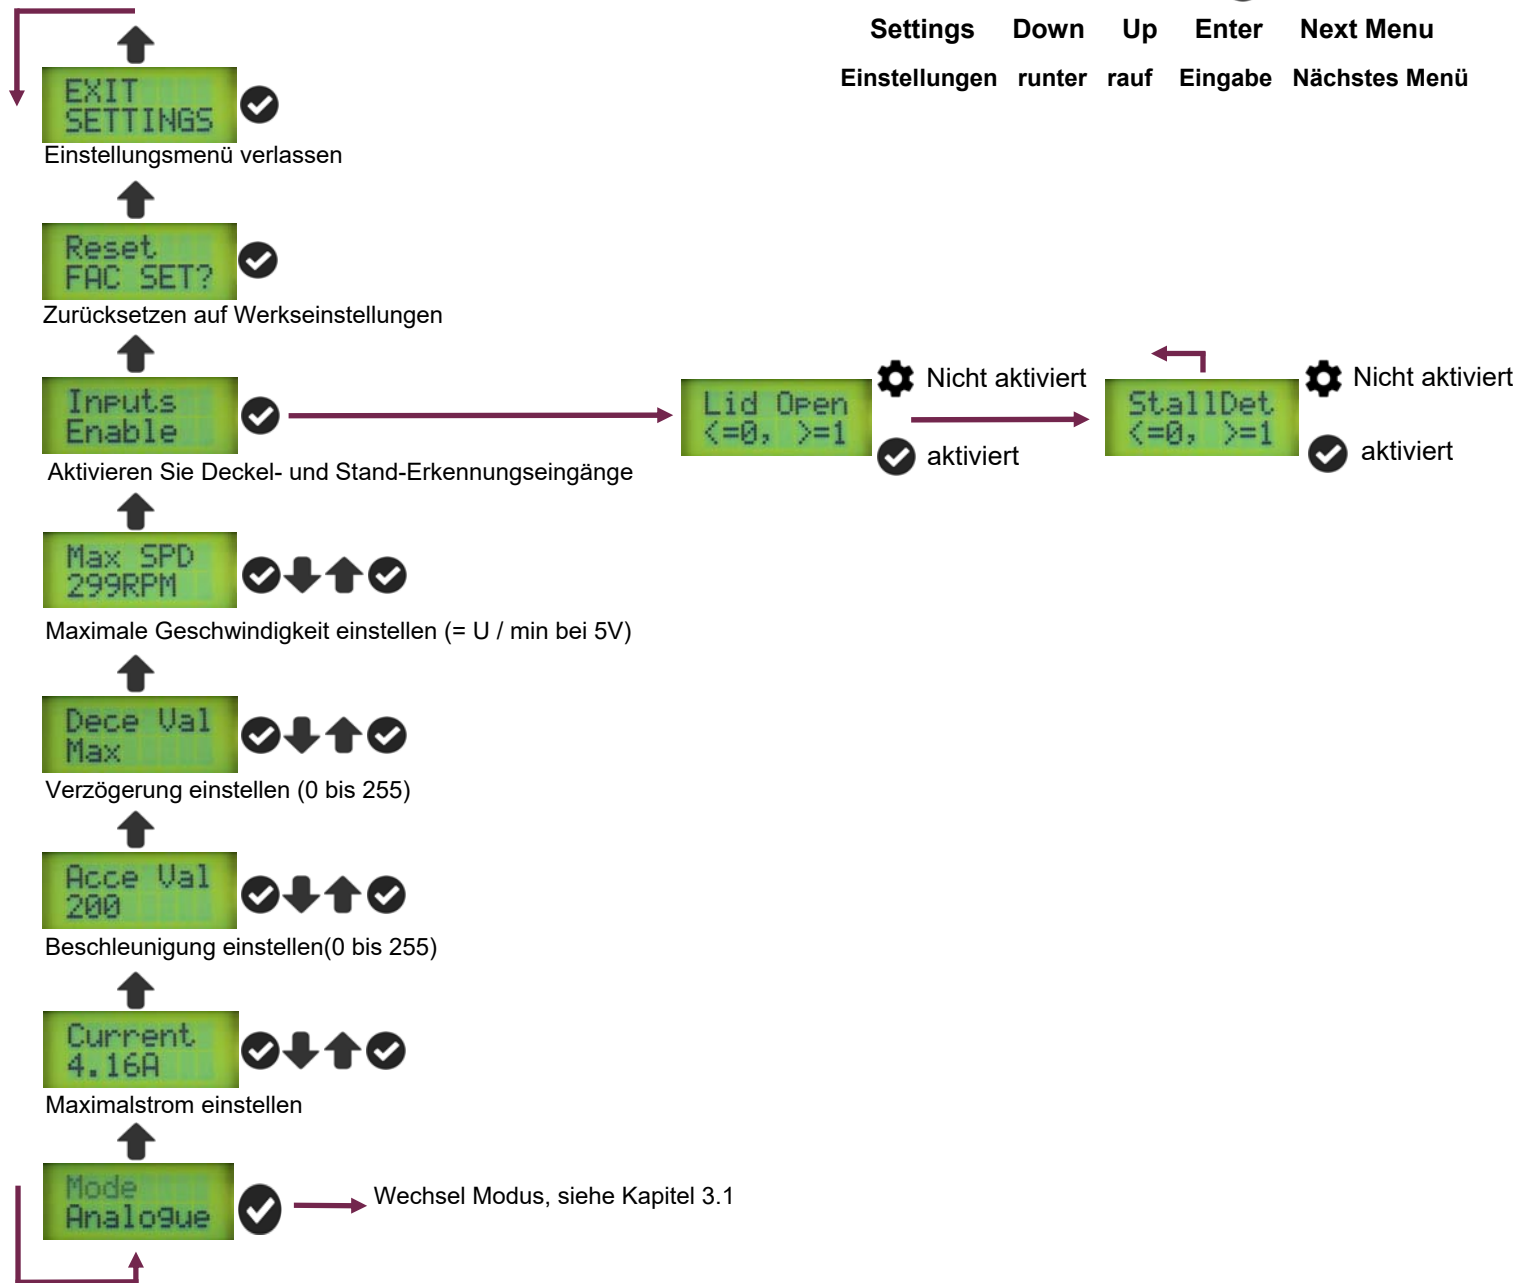 Settings Down Up Enter Next Menu
Einstellungen runter rauf Eingabe Nächstes Menü
EXIT
SETTINGS
Einstellungsmenü verlassen
Reset
FAC SET?
Zurücksetzen auf Werkseinstellungen
Inputs
Enable
Lid Open
<=0, >=1
Nicht aktiviert
aktiviert
StallDet
<=0, >=1
Nicht aktiviert
aktiviert
Aktivieren Sie Deckel- und Stand-Erkennungseingänge
Max SPD
299RPM
Maximale Geschwindigkeit einstellen (= U / min bei 5V)
Dece Val
Max
Verzögerung einstellen (0 bis 255)
Acce Val
200
Beschleunigung einstellen(0 bis 255)
Current
4.16A
Maximalstrom einstellen
Mode
Analogue
Wechsel Modus, siehe Kapitel 3.1